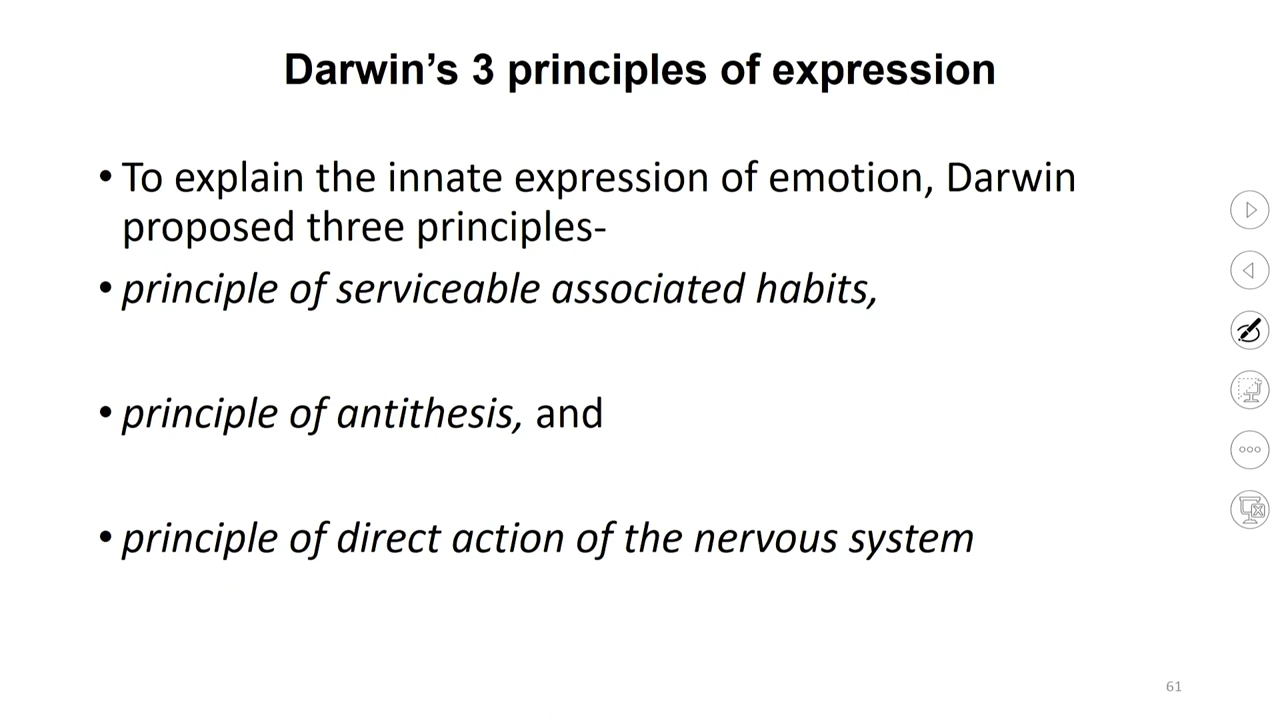 Darwin’s 3 principles of expression
• To explain the innate expression of emotion, Darwin
proposed three principles-
• principle of serviceable associated habits,
• principle of antithesis, and
• principle of direct action of the nervous system
61